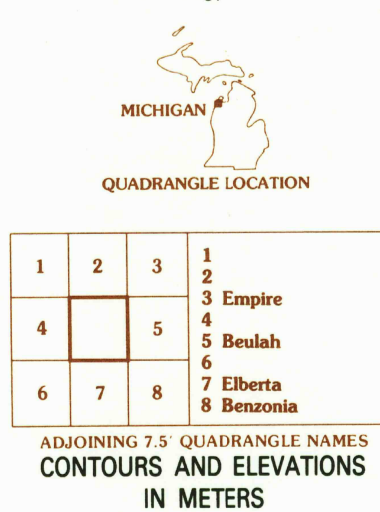 MICHIGAN
QUADRANGLE LOCATION
1 2 3
4 5
6 7 8
1
2
3 Empire
4
5 Beulah
6
7 Elberta
8 Benzonia
ADJOINING 7.5′ QUADRANGLE NAMES
CONTOURS AND ELEVATIONS
IN METERS